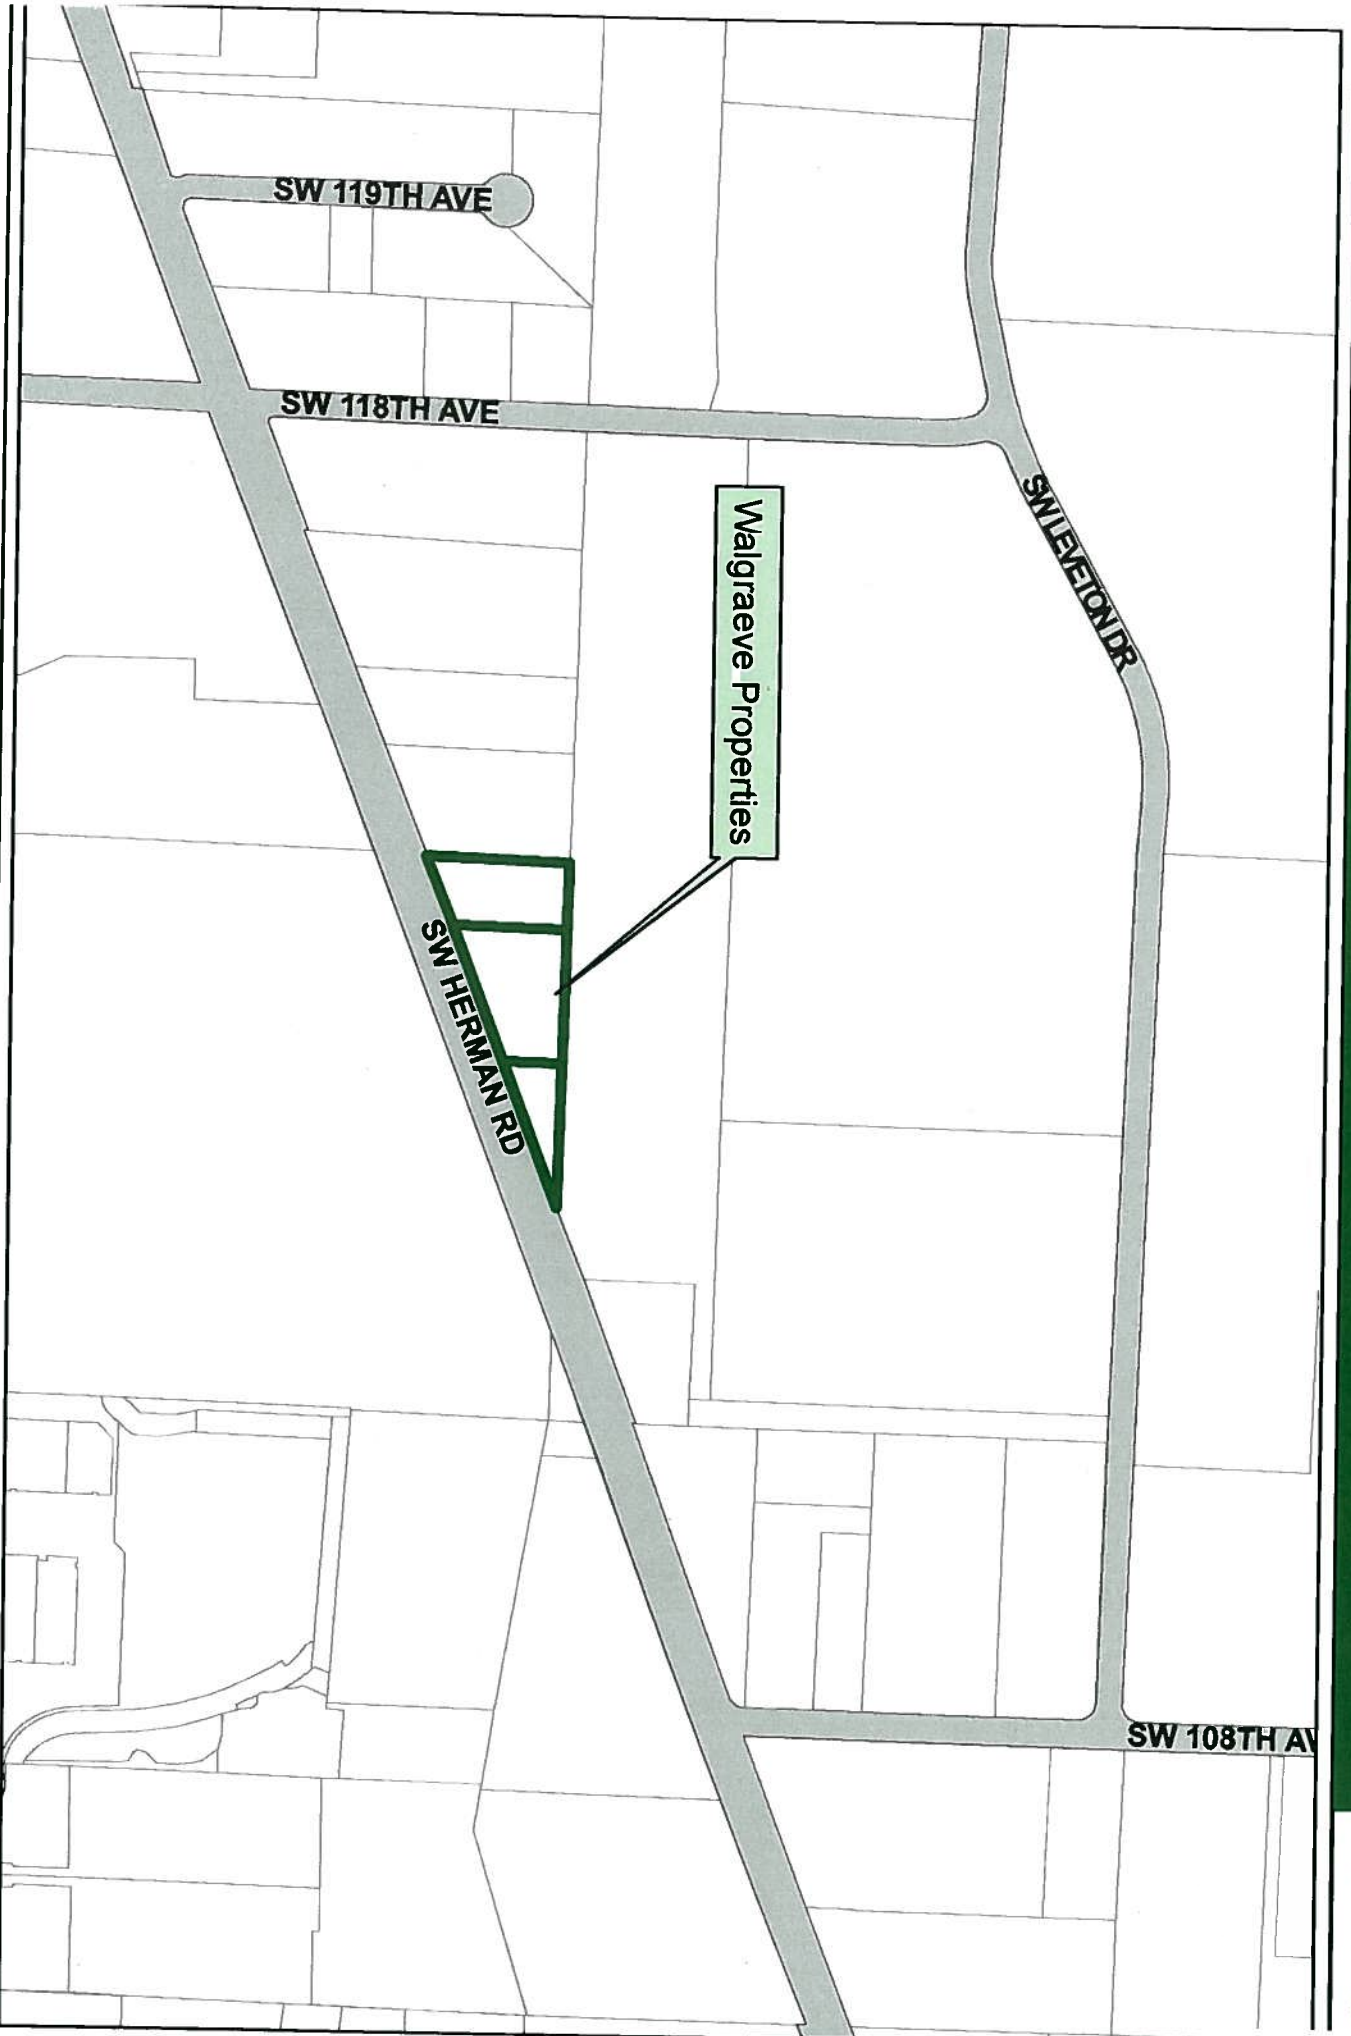 SW 119TH AVE
SW 118TH AVE
SW LEVETON DR
Walgraeve Properties
SW HERMAN RD
SW 108TH AV